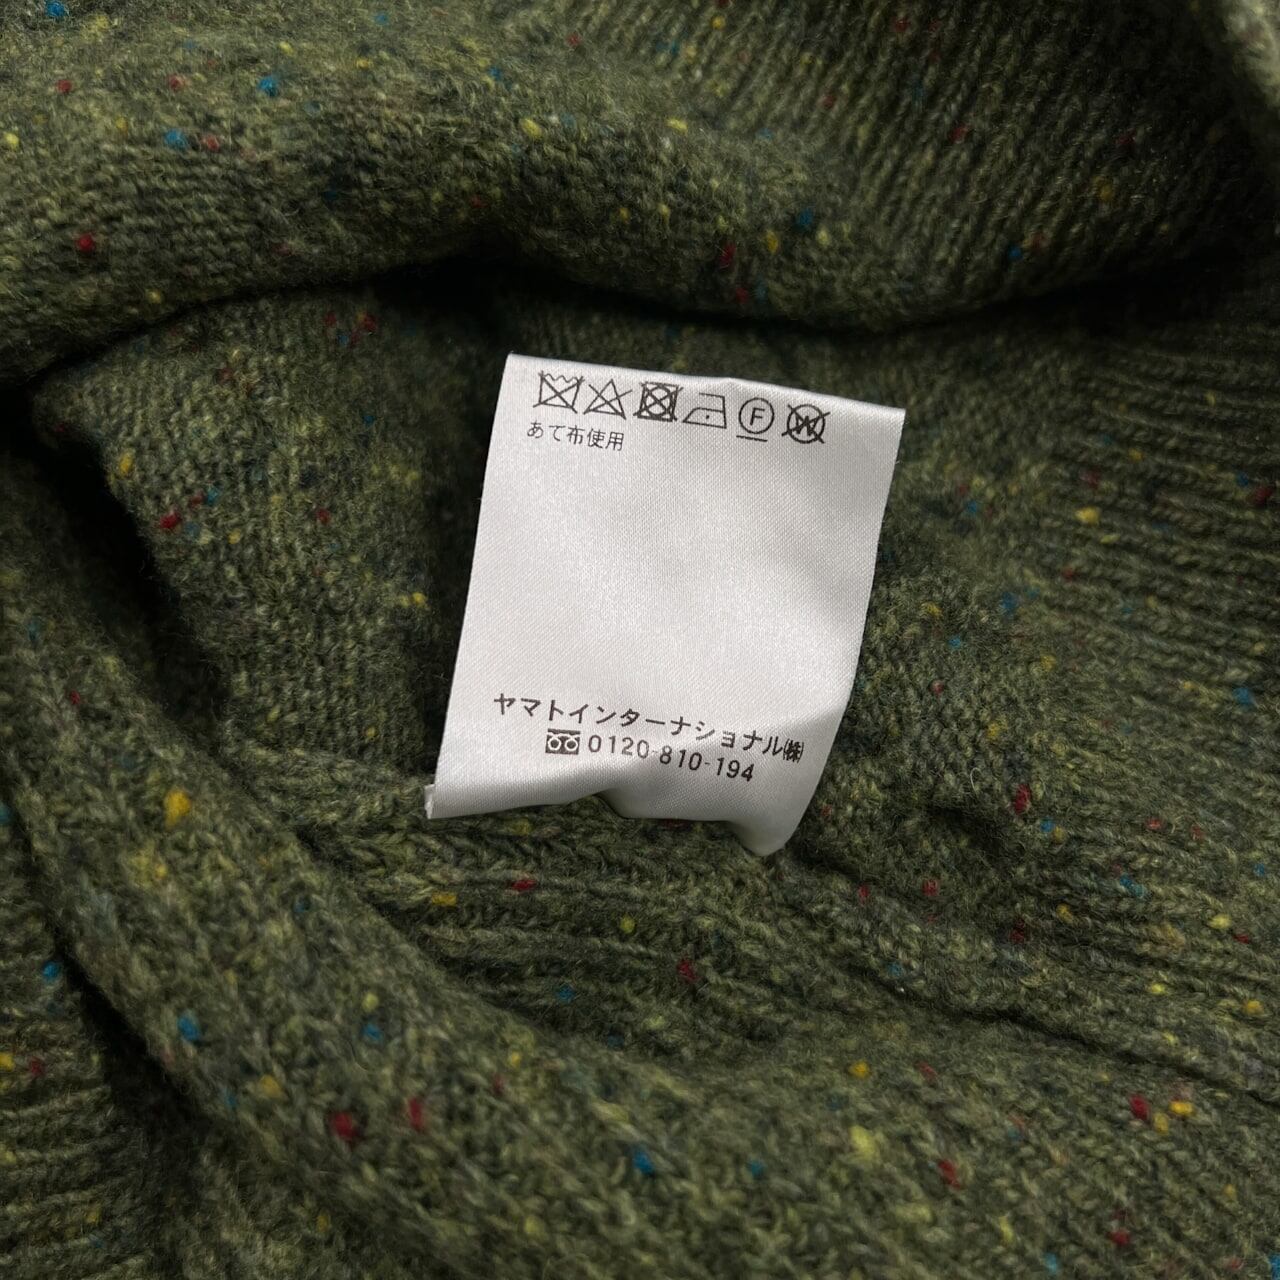 F W
あて布使用
ヤマトインターナショナル㈱
0120-810-194